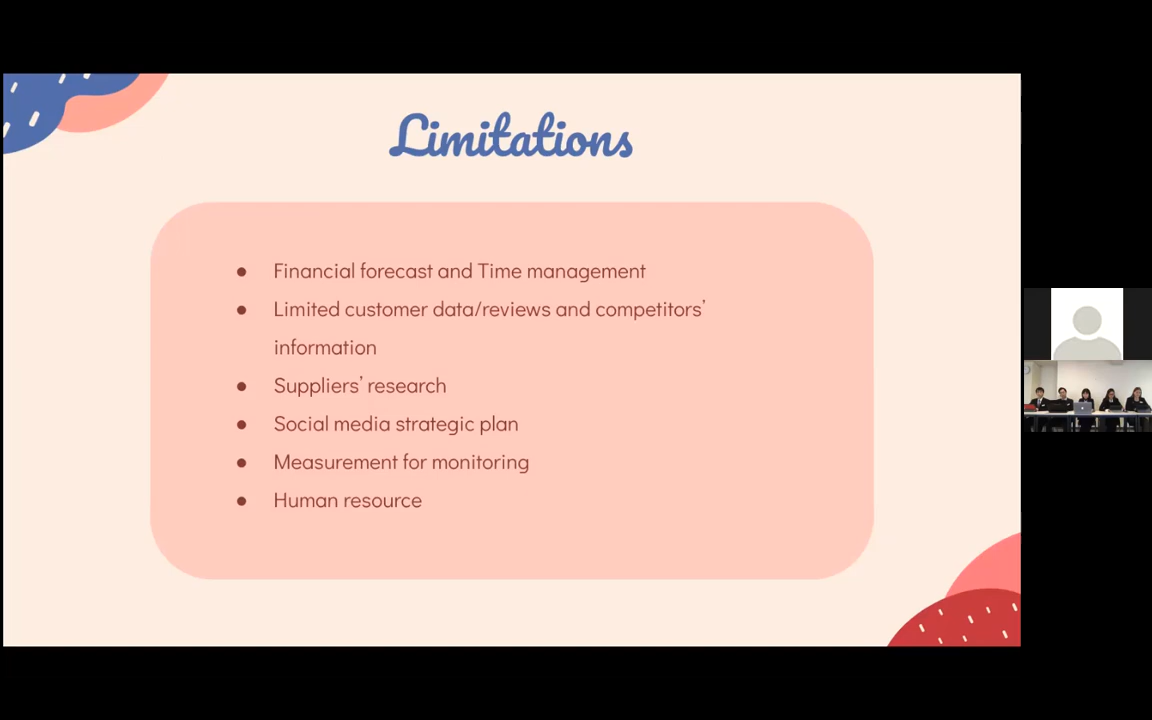 Limitations
● Financial forecast and Time management
● Limited customer data/reviews and competitors’
information
● Suppliers’ research
● Social media strategic plan
● Measurement for monitoring
● Human resource